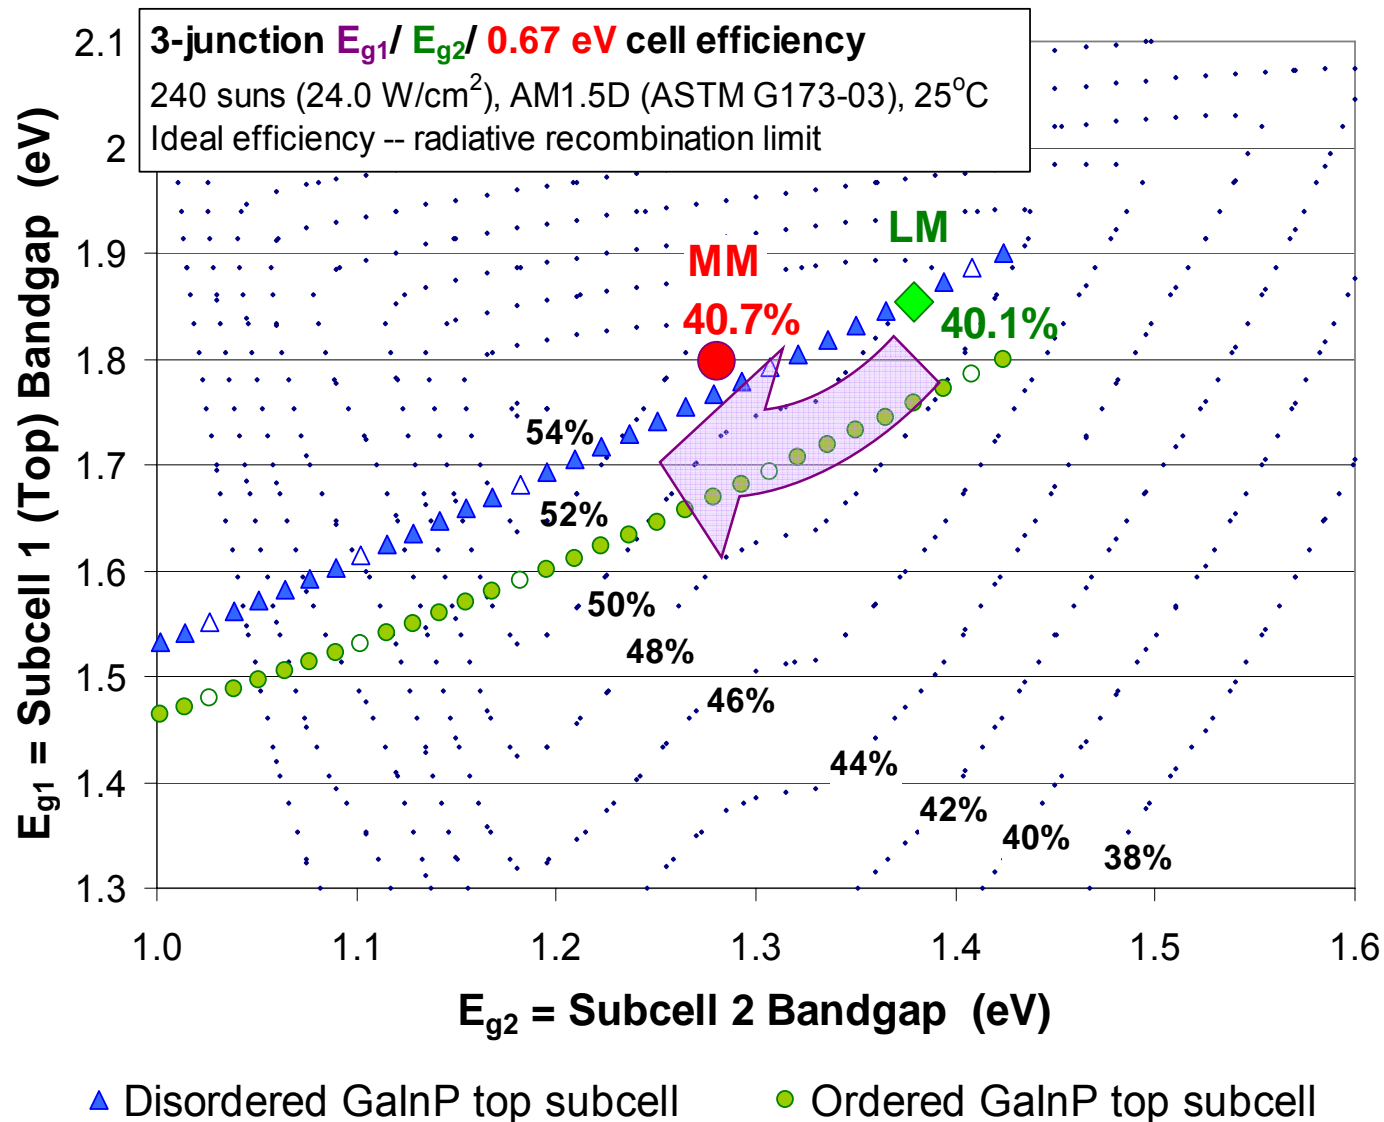 3-junction Eg1/ Eg2/ 0.67 eV cell efficiency
240 suns (24.0 W/cm²), AM1.5D (ASTM G173-03), 25°C
Ideal efficiency -- radiative recombination limit
Eg1 = Subcell 1 (Top) Bandgap (eV)
2.1
2
1.9
1.8
1.7
1.6
1.5
1.4
1.3
LM
MM
40.7%
40.1%
54%
52%
50%
48%
46%
44%
42%
40%
38%
1.0 1.1 1.2 1.3 1.4 1.5 1.6
Eg2 = Subcell 2 Bandgap (eV)
Disordered GaInP top subcell Ordered GaInP top subcell